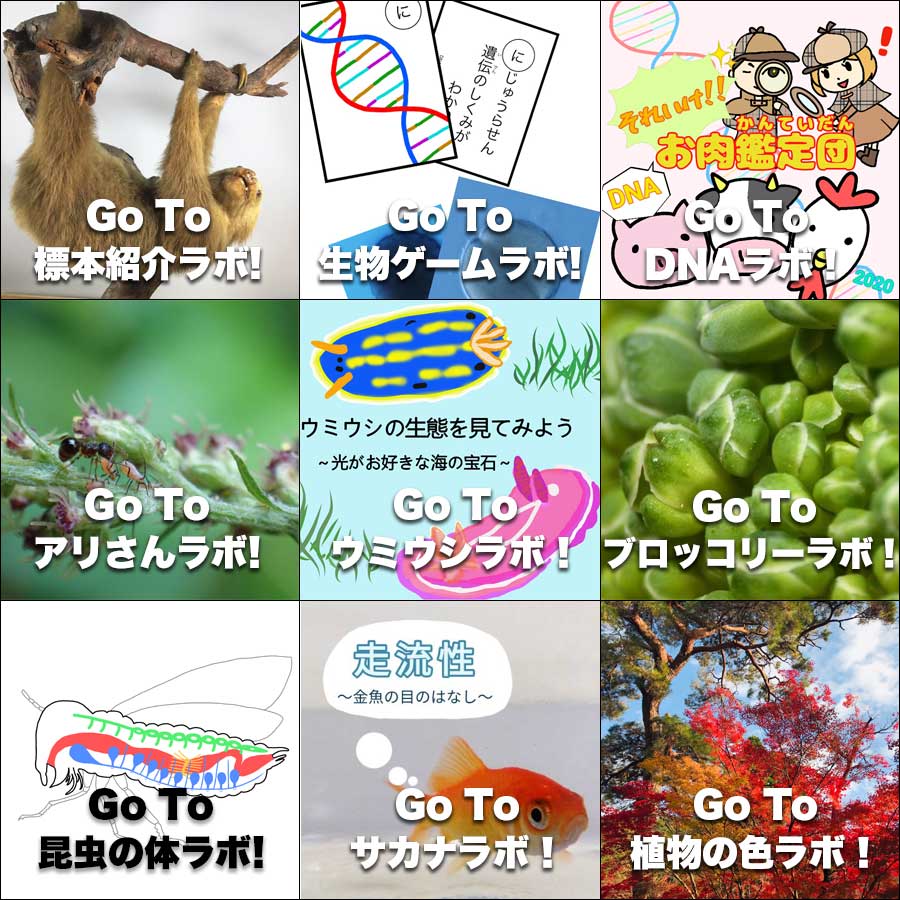 Go To
標本紹介ラボ!
に
に
じゅうらせん
遺伝のしくみが
わか
Go To
生物ゲームラボ!
それいけ!!
かんていだん
お肉鑑定団
DNA
Go To
DNAラボ！
2020
Go To
アリさんラボ!
ウミウシの生態を見てみよう
～光がお好きな海の宝石～
Go To
ウミウシラボ！
Go To
ブロッコリーラボ！
Go To
昆虫の体ラボ!
走流性
～金魚の目のはなし～
Go To
サカナラボ！
Go To
植物の色ラボ！